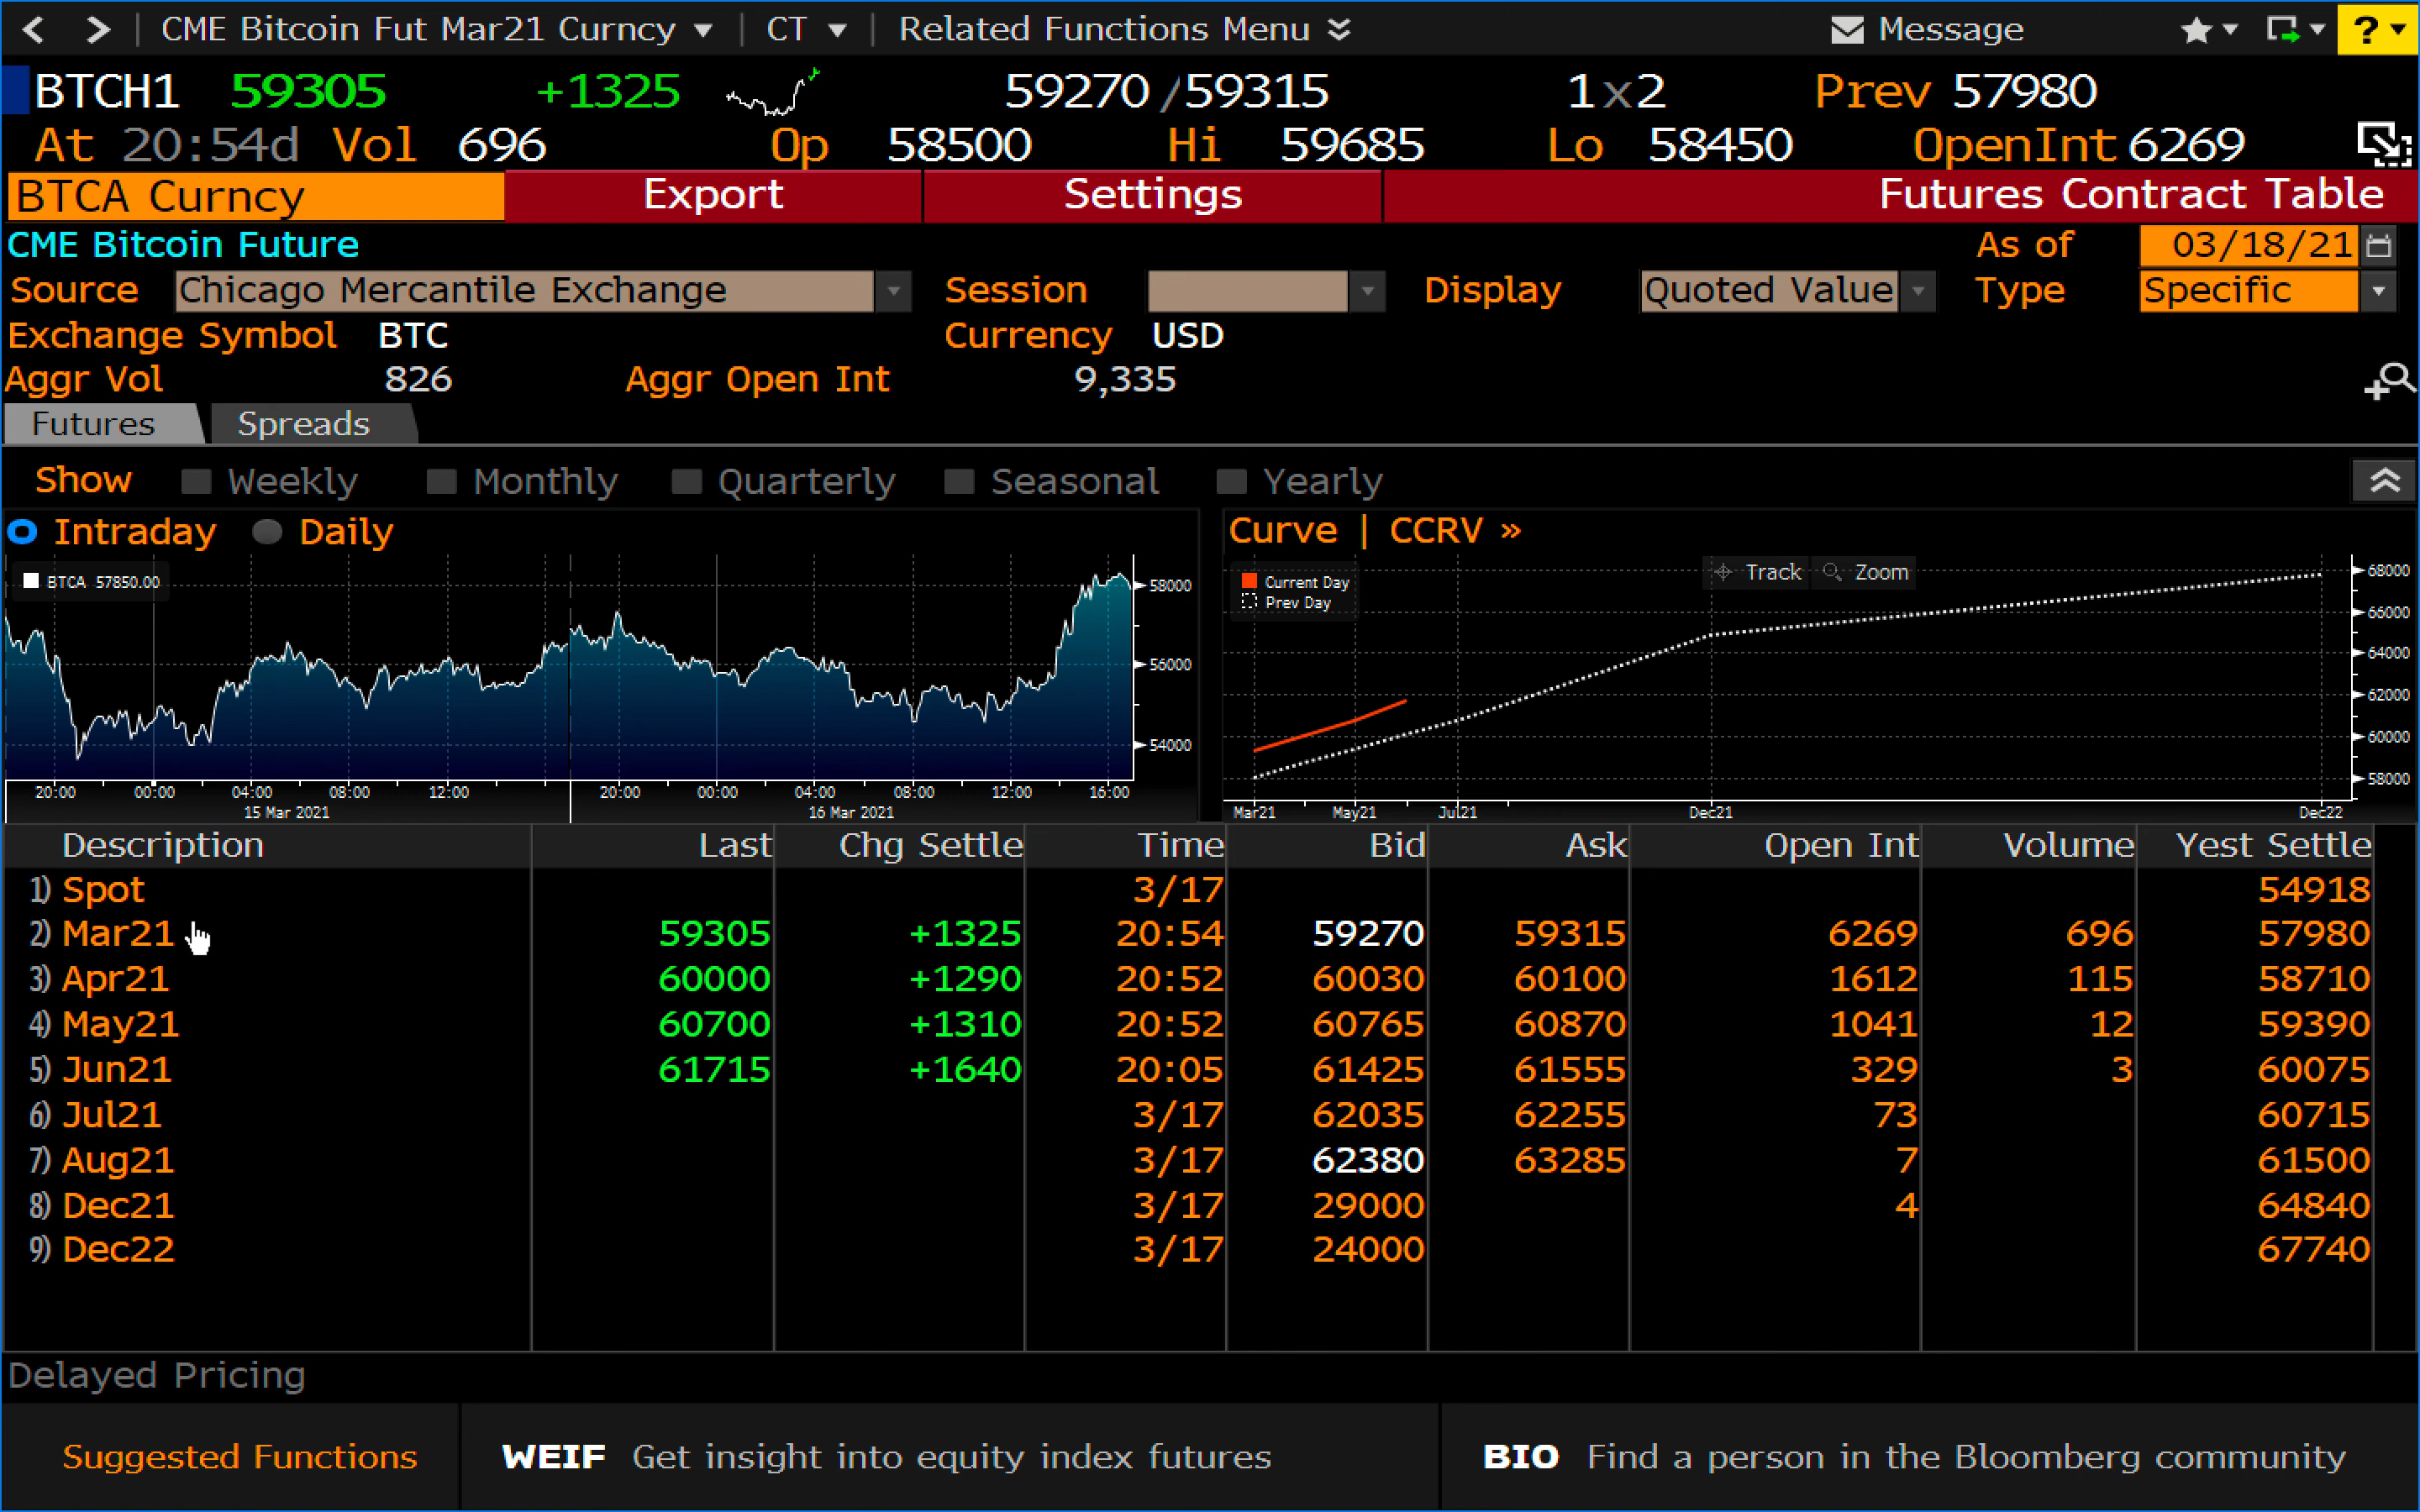 CME Bitcoin Fut Mar21 Curncy CT Related Functions Menu Message ?
BTCH1 59305 +1325 59270 /59315 1x2 Prev 57980
At 20:54d Vol 696 Op 58500 Hi 59685 Lo 58450 OpenInt 6269
BTCA Curncy Export Settings Futures Contract Table
CME Bitcoin Future As of 03/18/21
Source Chicago Mercantile Exchange Session Display Quoted Value Type Specific
Exchange Symbol BTC Currency USD
Aggr Vol 826 Aggr Open Int 9,335
Futures Spreads
Show Weekly Monthly Quarterly Seasonal Yearly
Intraday Daily
BTCA 57850.00
58000
56000
54000
20:00 00:00 04:00 08:00 12:00 20:00 00:00 04:00 08:00 12:00 16:00
15 Mar 2021 16 Mar 2021
Curve | CCRV »
Current Day
Prev Day
Track Zoom
68000
66000
64000
62000
60000
58000
Mar21 May21 Jul21 Dec21 Dec22
Description Last Chg Settle Time Bid Ask Open Int Volume Yest Settle
1) Spot 3/17 54918
2) Mar21 59305 +1325 20:54 59270 59315 6269 696 57980
3) Apr21 60000 +1290 20:52 60030 60100 1612 115 58710
4) May21 60700 +1310 20:52 60765 60870 1041 12 59390
5) Jun21 61715 +1640 20:05 61425 61555 329 3 60075
6) Jul21 3/17 62035 62255 73 60715
7) Aug21 3/17 62380 63285 7 61500
8) Dec21 3/17 29000 4 64840
9) Dec22 3/17 24000 67740
Delayed Pricing
Suggested Functions WEIF Get insight into equity index futures BIO Find a person in the Bloomberg community